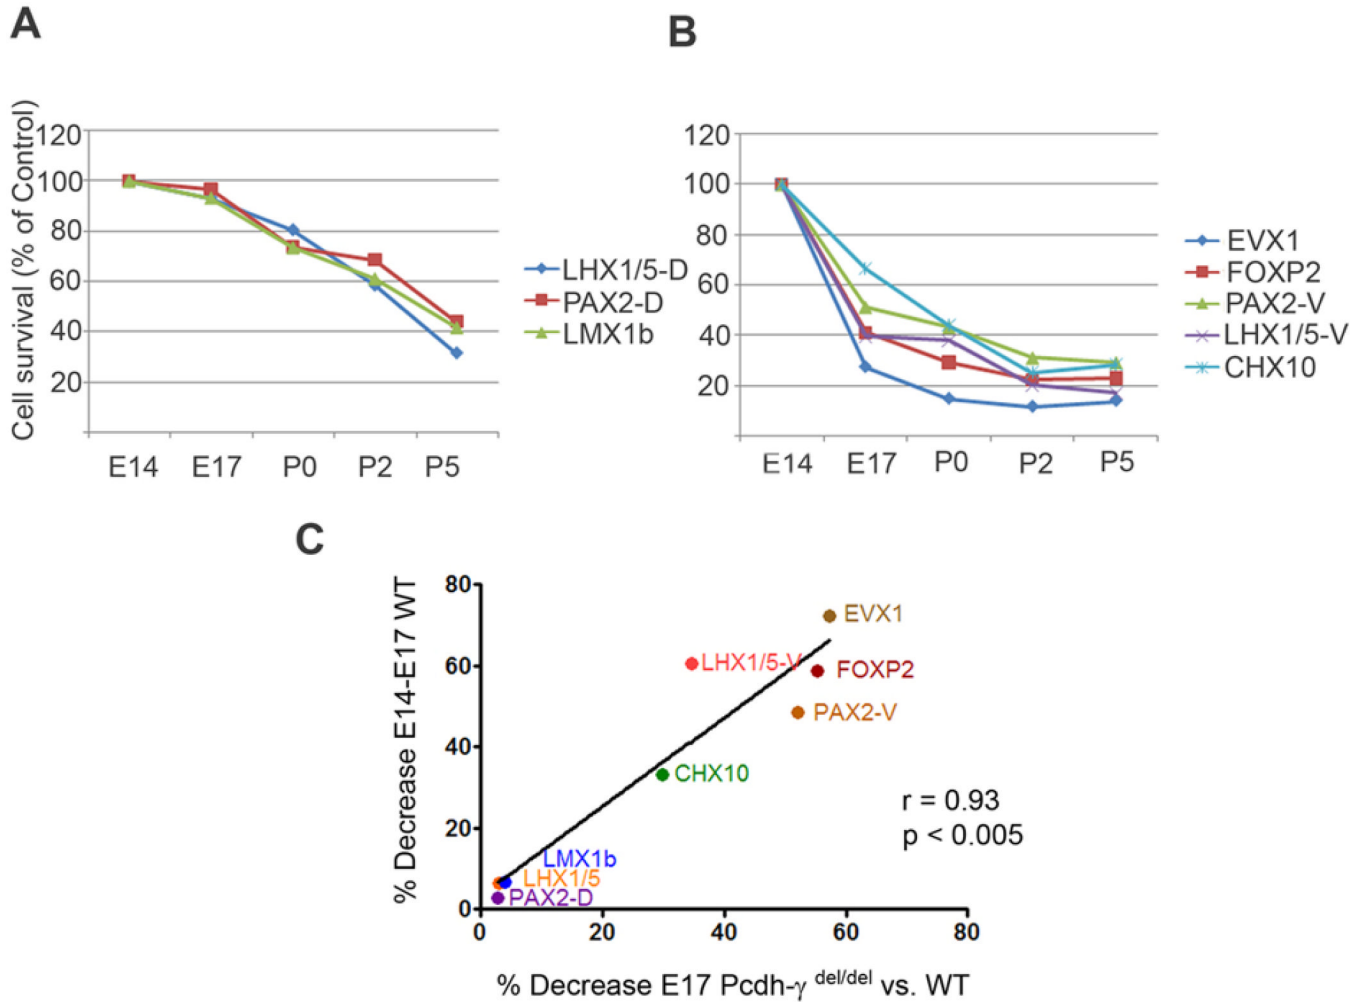 A
Cell survival (% of Control)
120
100
80
60
40
20
E14 E17 P0 P2 P5
LHX1/5-D
PAX2-D
LMX1b
B
120
100
80
60
40
20
E14 E17 P0 P2 P5
EVX1
FOXP2
PAX2-V
LHX1/5-V
CHX10
C
% Decrease E14-E17 WT
80
60
40
20
0
EVX1
LHX1/5-V
FOXP2
PAX2-V
CHX10
LMX1b
LHX1/5
PAX2-D
r = 0.93
p < 0.005
0 20 40 60 80
% Decrease E17 Pcdh-γ del/del vs. WT